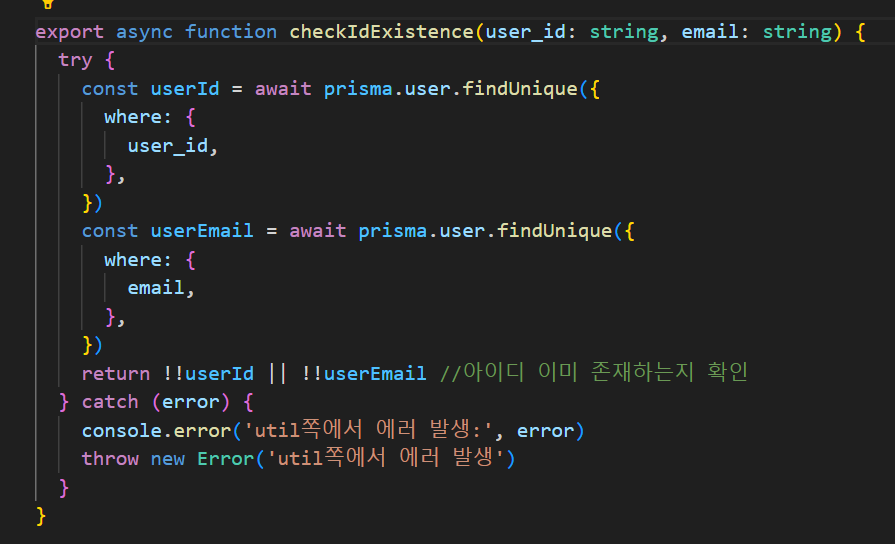 export async function checkIdExistence(user_id: string, email: string) {
  try {
    const userId = await prisma.user.findUnique({
      where: {
        user_id,
      },
    })
    const userEmail = await prisma.user.findUnique({
      where: {
        email,
      },
    })
    return !!userId || !!userEmail //아이디 이미 존재하는지 확인
  } catch (error) {
    console.error('util쪽에서 에러 발생:', error)
    throw new Error('util쪽에서 에러 발생')
  }
}